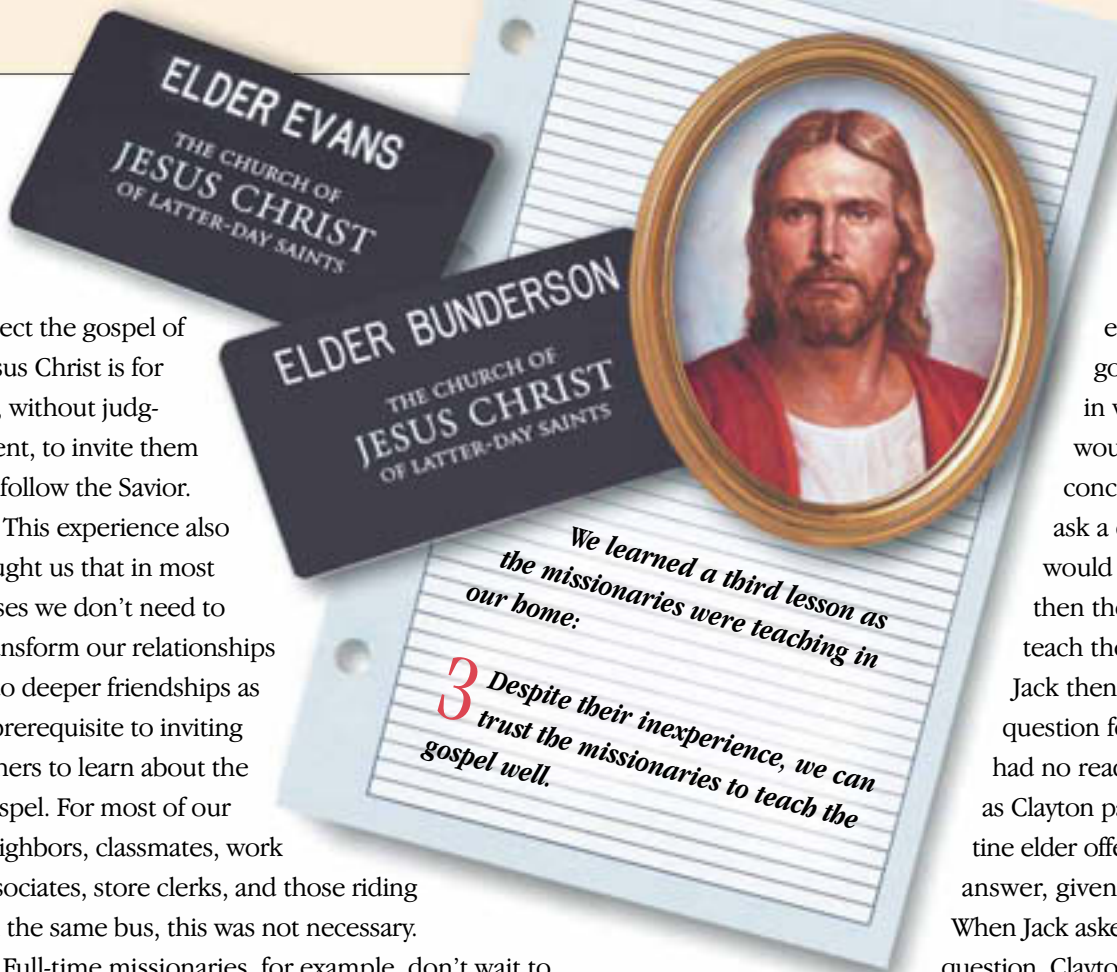 ELDER EVANS
THE CHURCH OF
JESUS CHRIST
OF LATTER-DAY SAINTS
ELDER BUNDERSON
THE CHURCH OF
JESUS CHRIST
OF LATTER-DAY SAINTS
We learned a third lesson as
the missionaries were teaching in
our home:
3 Despite their inexperience, we can
trust the missionaries to teach the
gospel well.
ect the gospel of
sus Christ is for
, without judg-
ent, to invite them
follow the Savior.
This experience also
ught us that in most
ses we don't need to
nsform our relationships
o deeper friendships as
prerequisite to inviting
hers to learn about the
spel. For most of our
ighbors, classmates, work
sociates, store clerks, and those riding
the same bus, this was not necessary.
Full-time missionaries, for example, don't wait to
e
go
in v
wou
conc
ask a
would
then the
teach the
Jack then
question fo
had no read
as Clayton p
tine elder offe
answer, given
When Jack aske
question, Clayto